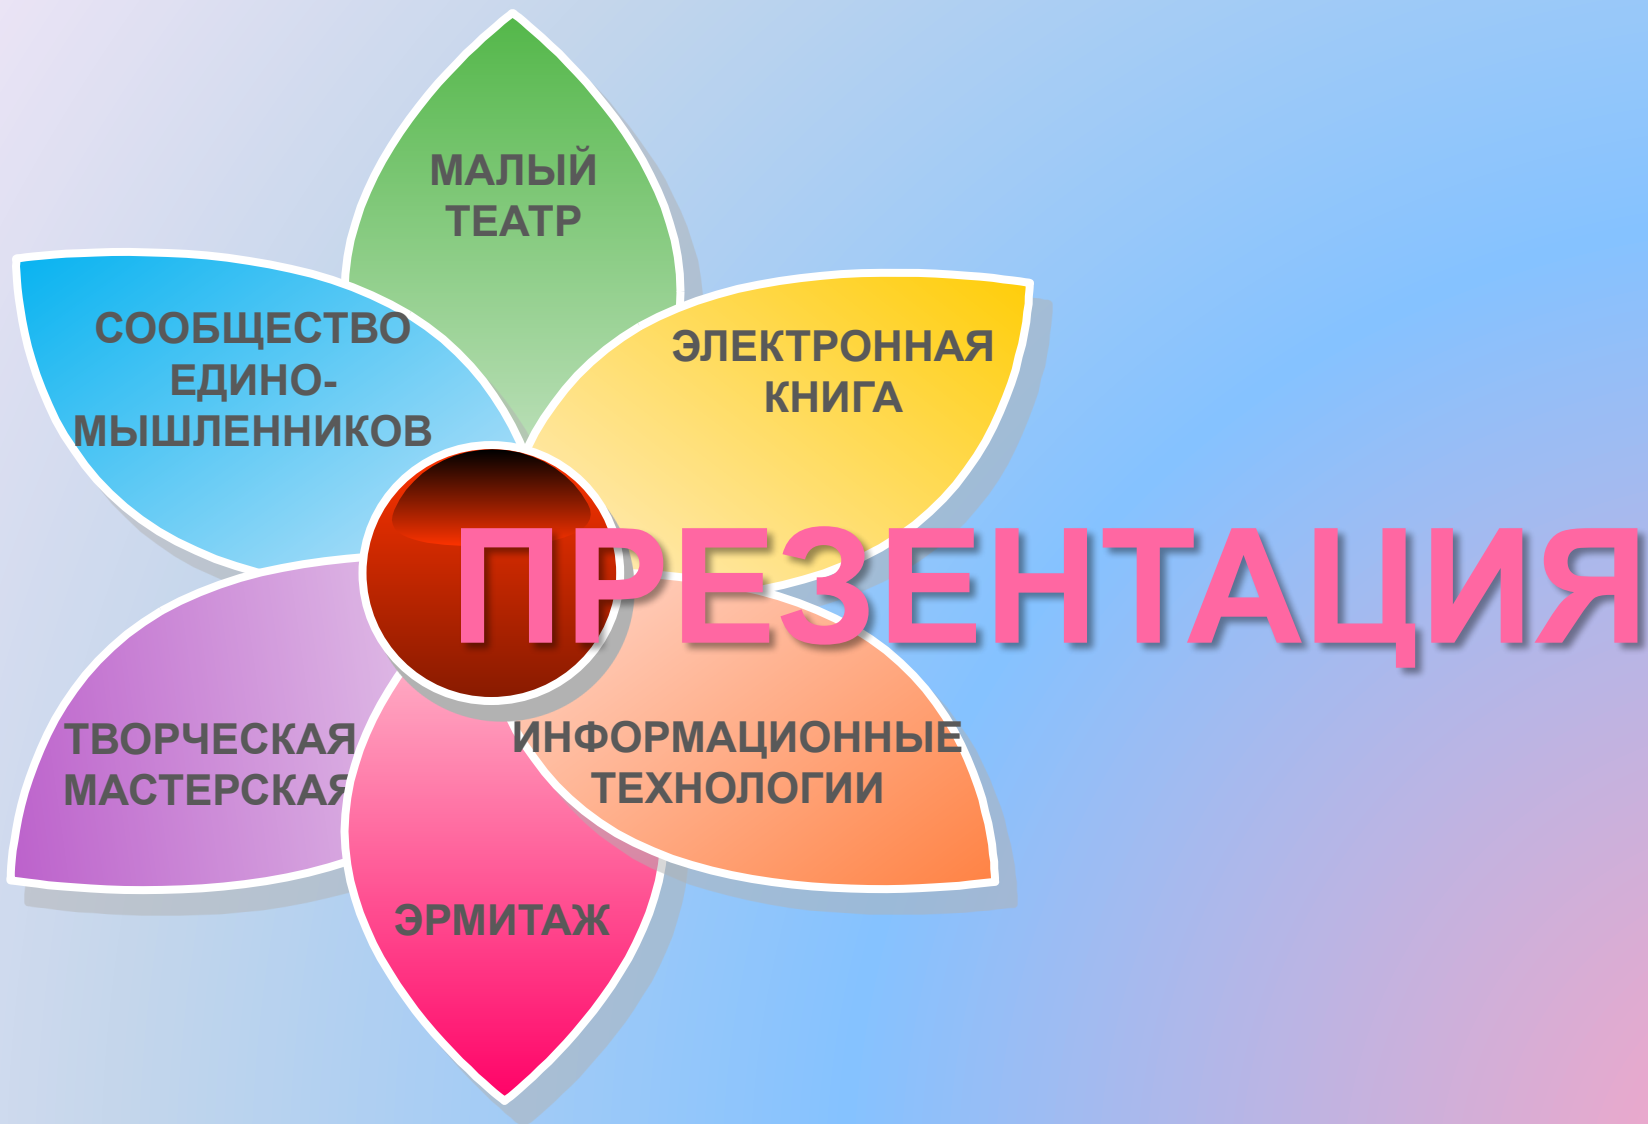 МАЛЫЙ
ТЕАТР
СООБЩЕСТВО
ЕДИНО-
МЫШЛЕННИКОВ
ЭЛЕКТРОННАЯ
КНИГА
ПРЕЗЕНТАЦИЯ
ТВОРЧЕСКАЯ
МАСТЕРСКАЯ
ИНФОРМАЦИОННЫЕ
ТЕХНОЛОГИИ
ЭРМИТАЖ